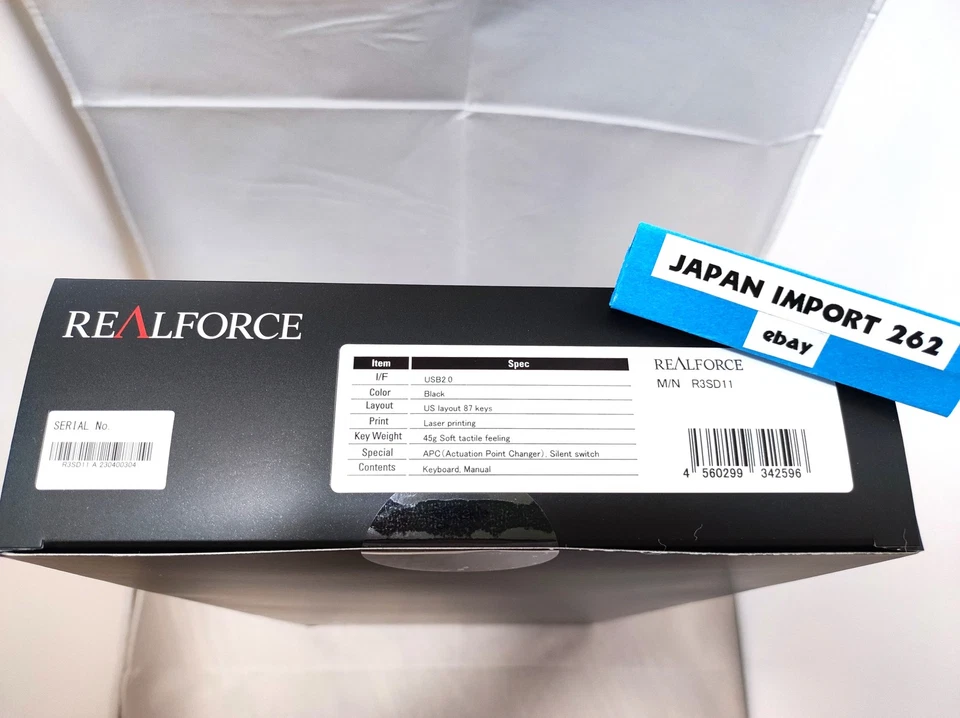 REALFORCE
SERIAL No.
R3SD11 A 230400304
Item Spec
I/F USB2.0
Color Black
Layout US layout 87 keys
Print Laser printing
Key Weight 45g Soft tactile feeling
Special APC(Actuation Point Changer), Silent switch
Contents Keyboard, Manual
REALFORCE
M/N R3SD11
4 560299 342596
JAPAN IMPORT 262
ebay